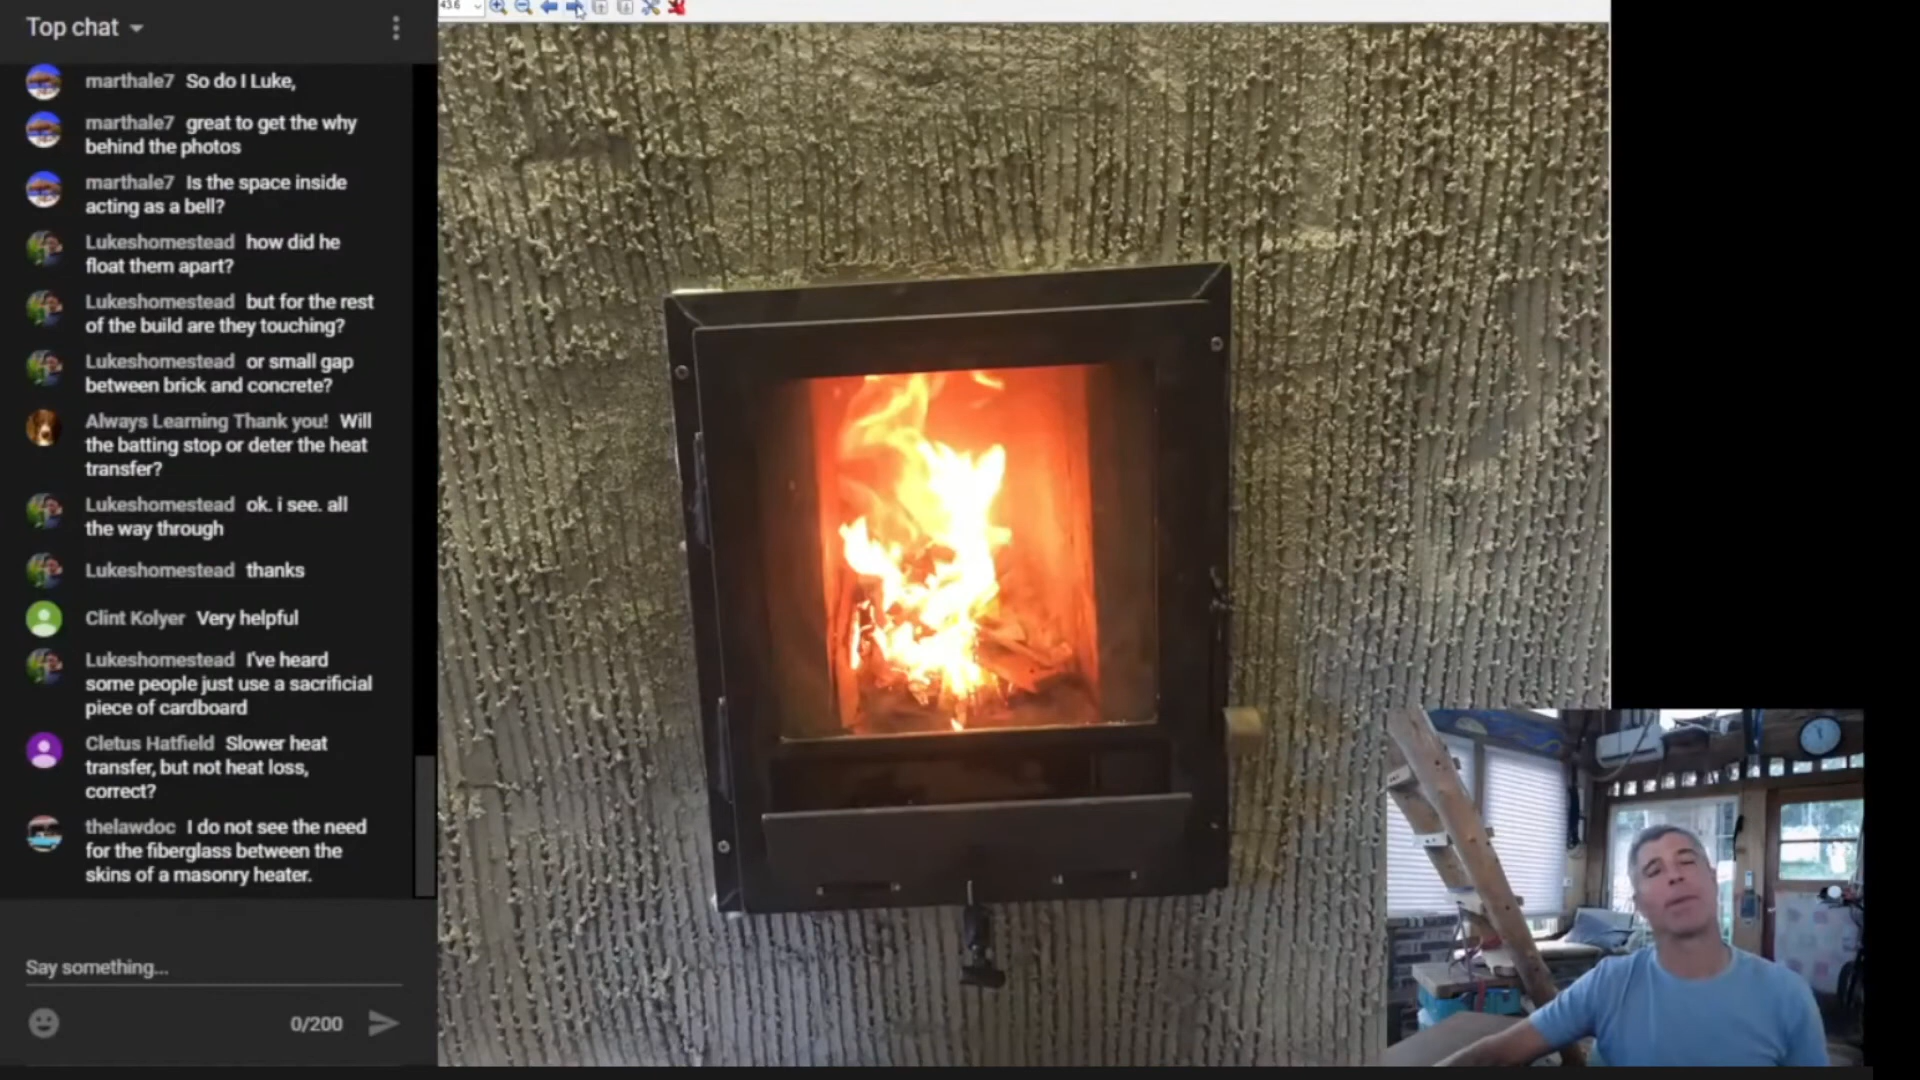 Top chat
43.6
marthale7 So do I Luke,
marthale7 great to get the why
behind the photos
marthale7 Is the space inside
acting as a bell?
Lukeshomestead how did he
float them apart?
Lukeshomestead but for the rest
of the build are they touching?
Lukeshomestead or small gap
between brick and concrete?
Always Learning Thank you! Will
the batting stop or deter the heat
transfer?
Lukeshomestead ok. i see. all
the way through
Lukeshomestead thanks
Clint Kolyer Very helpful
Lukeshomestead I've heard
some people just use a sacrificial
piece of cardboard
Cletus Hatfield Slower heat
transfer, but not heat loss,
correct?
thelawdoc I do not see the need
for the fiberglass between the
skins of a masonry heater.
Say something...
0/200